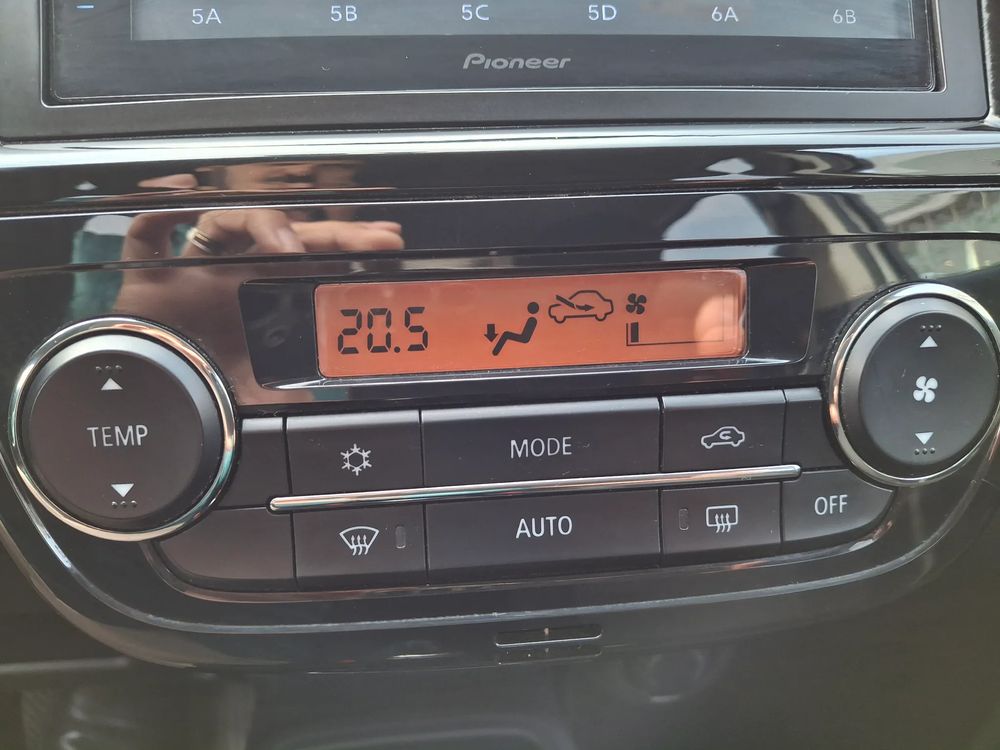 5A 5B 5C 5D 6A 6B
Pioneer
20.5
TEMP
MODE
AUTO
OFF